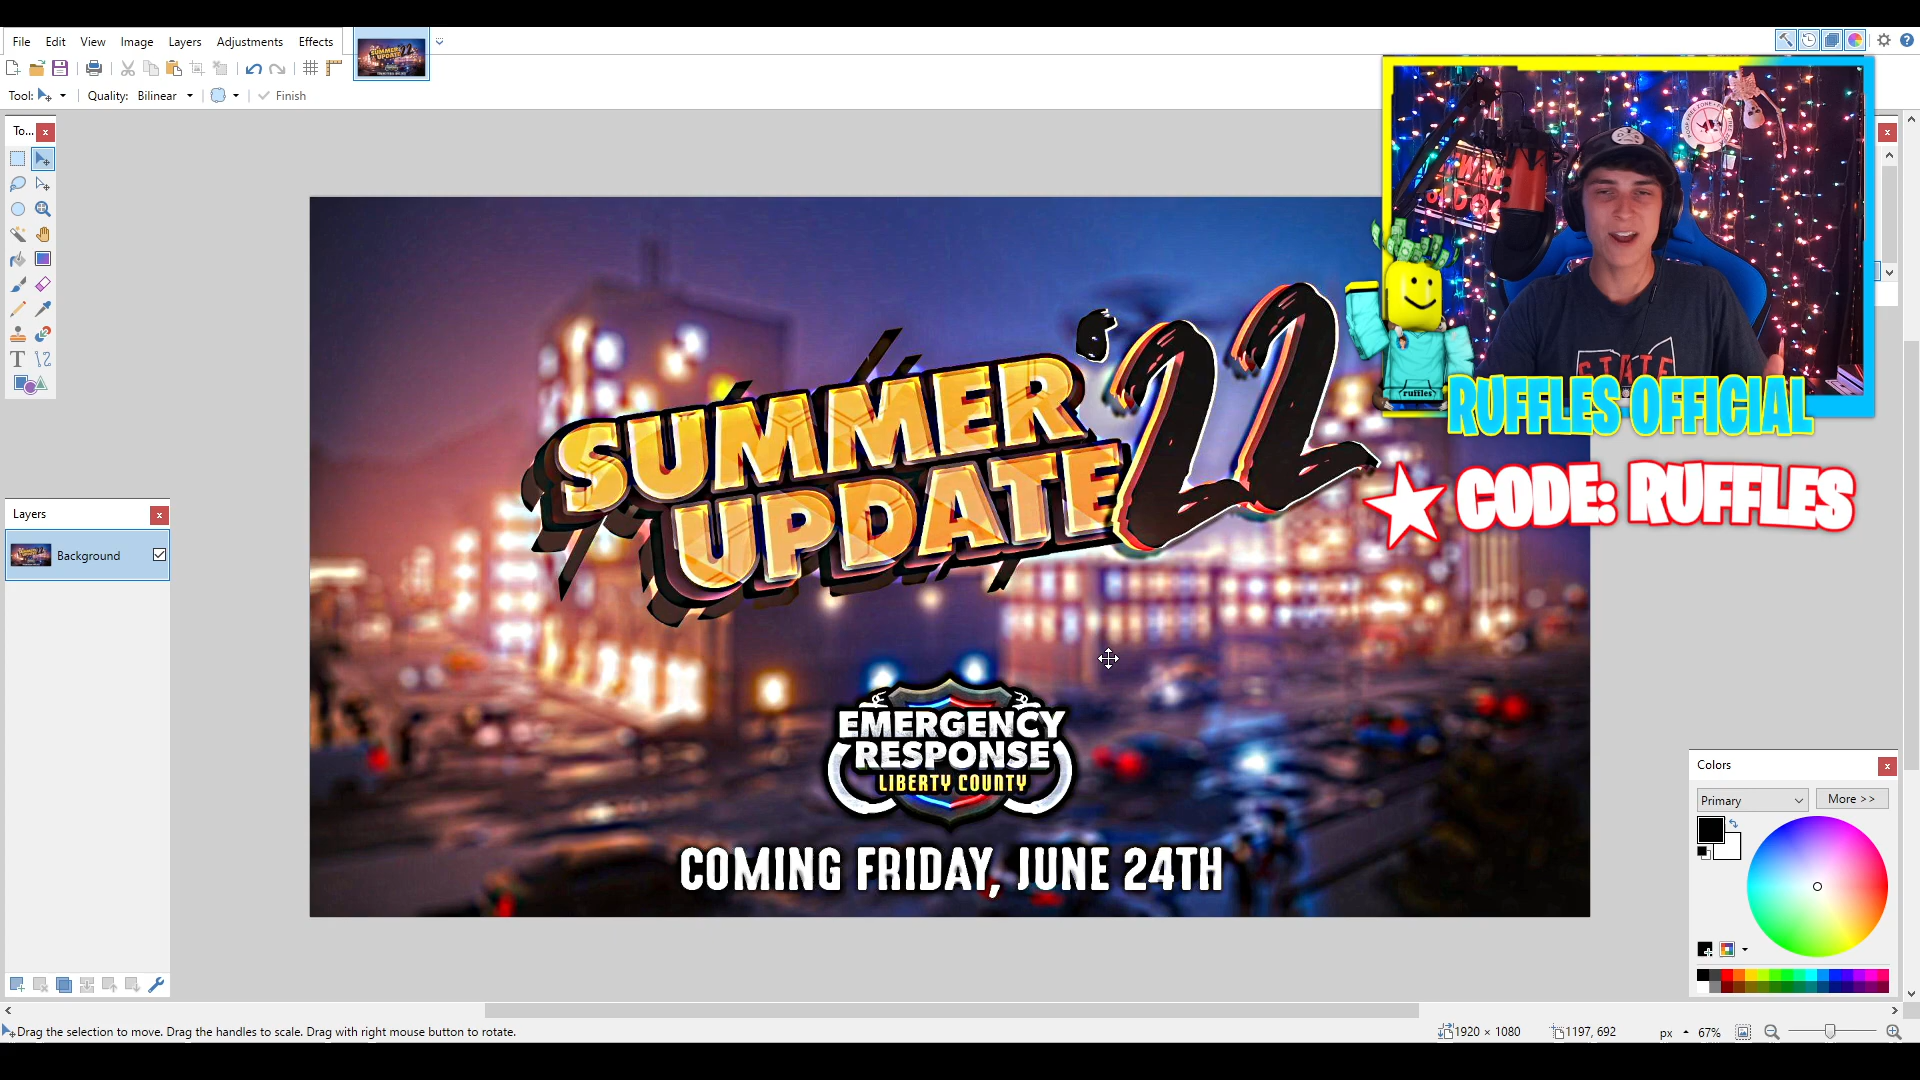 File Edit View Image Layers Adjustments Effects
Tool: Quality: Bilinear Finish
To...
SUMMER
UPDATE
'22
EMERGENCY
RESPONSE
LIBERTY COUNTY
COMING FRIDAY, JUNE 24TH
STATE
ruffles
RUFFLES OFFICIAL
CODE: RUFFLES
Layers
Background
Colors
Primary
More >>
Drag the selection to move. Drag the handles to scale. Drag with right mouse button to rotate.
1920 × 1080
1197, 692
px
67%